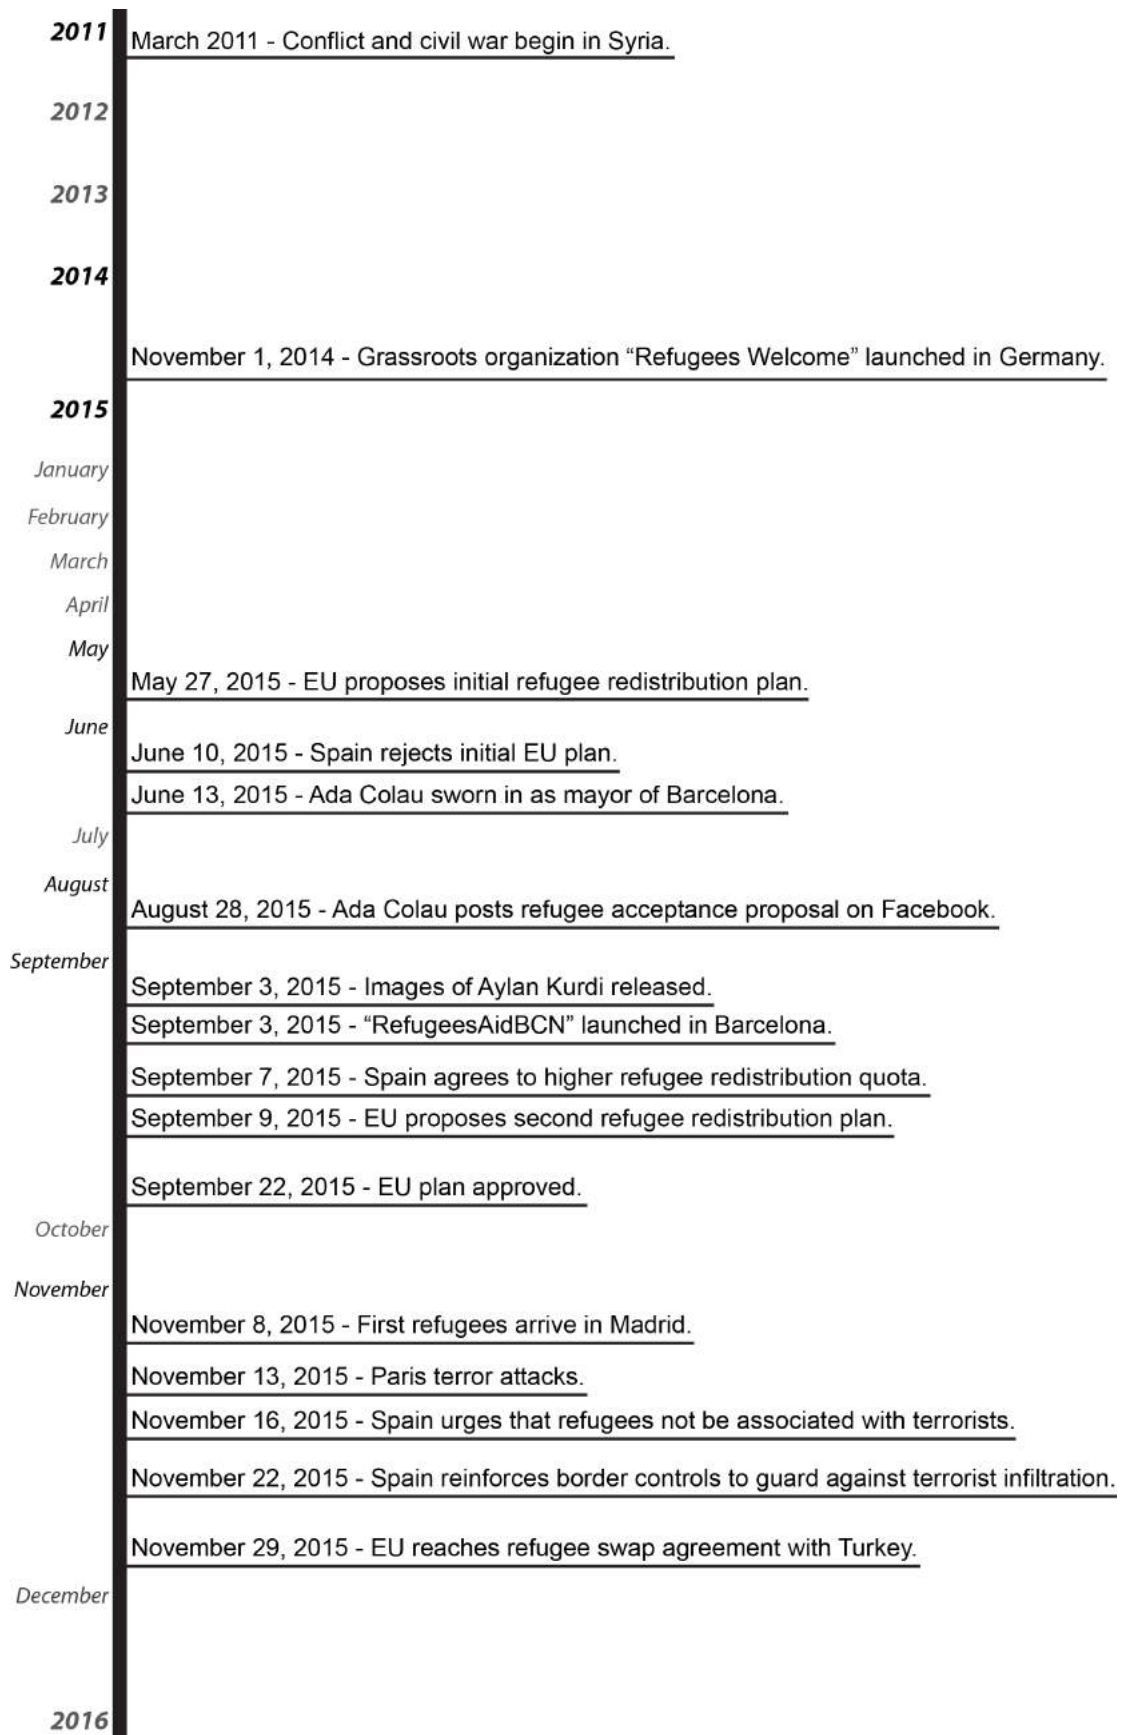 2011
March 2011 - Conflict and civil war begin in Syria.
2012
2013
2014
November 1, 2014 - Grassroots organization “Refugees Welcome” launched in Germany.
2015
January
February
March
April
May
May 27, 2015 - EU proposes initial refugee redistribution plan.
June
June 10, 2015 - Spain rejects initial EU plan.
June 13, 2015 - Ada Colau sworn in as mayor of Barcelona.
July
August
August 28, 2015 - Ada Colau posts refugee acceptance proposal on Facebook.
September
September 3, 2015 - Images of Aylan Kurdi released.
September 3, 2015 - “RefugeesAidBCN” launched in Barcelona.
September 7, 2015 - Spain agrees to higher refugee redistribution quota.
September 9, 2015 - EU proposes second refugee redistribution plan.
September 22, 2015 - EU plan approved.
October
November
November 8, 2015 - First refugees arrive in Madrid.
November 13, 2015 - Paris terror attacks.
November 16, 2015 - Spain urges that refugees not be associated with terrorists.
November 22, 2015 - Spain reinforces border controls to guard against terrorist infiltration.
November 29, 2015 - EU reaches refugee swap agreement with Turkey.
December
2016